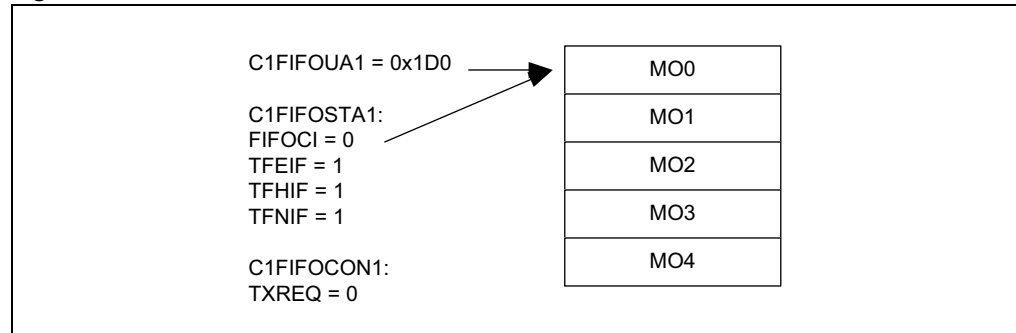 C1FIFOUA1 = 0x1D0
C1FIFOSTA1:
FIFOCI = 0
TFEIF = 1
TFHIF = 1
TFNIF = 1
C1FIFOCON1:
TXREQ = 0
MO0
MO1
MO2
MO3
MO4